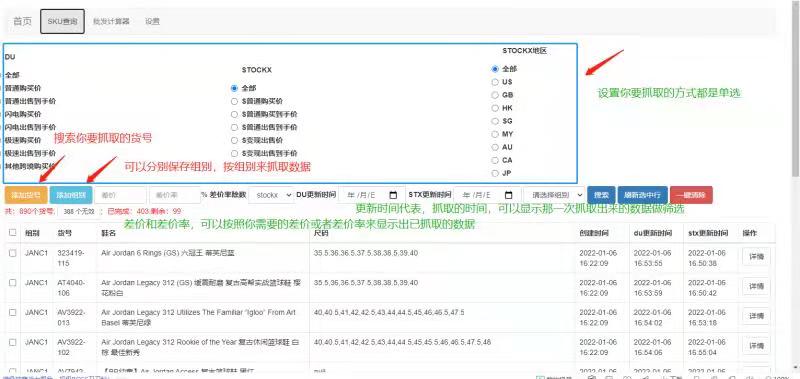 首页 SKU查询 批发计算器 设置
DU
全部
普通购买价
普通出售到手价
闪电购买价
闪电出售到手价
极速购买价
极速出售到手价
其他跨境购买价
STOCKX
全部
$普通购买价
$普通购买到手价
$普通出售到手价
$变现出售价
$变现出售到手价
STOCKX地区
全部
US
GB
HK
SG
MY
AU
CA
JP
设置你要抓取的方式都是单选
搜索你要抓取的货号
可以分别保存组别，按组别来抓取数据
添加货号 添加组别 差价 差价率 % 差价率除数 stockx DU更新时间 年 /月/日 STX更新时间 年 /月/日 请选择组别 搜索 刷新选中行 一键清除
更新时间代表，抓取的时间，可以显示那一次抓取出来的数据做筛选
共：890个货号; 388 个无效 ; 已完成：403 剩余：99
差价和差价率，可以按照你需要的差价或者差价率来显示出已抓取的数据
组别 货号 鞋名 尺码 创建时间 du更新时间 stx更新时间 操作
JANC1 323419-115 Air Jordan 6 Rings (GS) 六冠王 蒂芙尼蓝 35.5,36,36.5,37.5,38,38.5,39,40 2022-01-06 16:22:09 2022-01-06 16:53:55 2022-01-06 16:50:38 详情
JANC1 AT4040-106 Air Jordan Legacy 312 (GS) 缓震耐磨 复古高帮实战篮球鞋 樱花粉白 35.5,36,36.5,37.5,38,38.5,39,40 2022-01-06 16:22:09 2022-01-06 16:53:59 2022-01-06 16:50:42 详情
JANC1 AV3922-013 Air Jordan Legacy 312 Utilizes The Familiar “Igloo” From Art Basel 蒂芙尼绿 40,40.5,41,42,42.5,43,44,44.5,45,46,46.5,47.5 2022-01-06 16:22:09 2022-01-06 16:54:02 2022-01-06 16:53:18 详情
JANC1 AV3922-102 Air Jordan Legacy 312 Rookie of the Year 复古休闲篮球鞋 白棕 最佳新秀 40,40.5,41,42,42.5,43,44,44.5,45,45.5,46,46.5,47.5,48 2022-01-06 16:22:09 2022-01-06 16:54:06 2022-01-06 16:55:04 详情